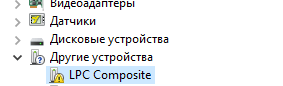 Видеоадаптеры
Датчики
Дисковые устройства
Другие устройства
LPC Composite